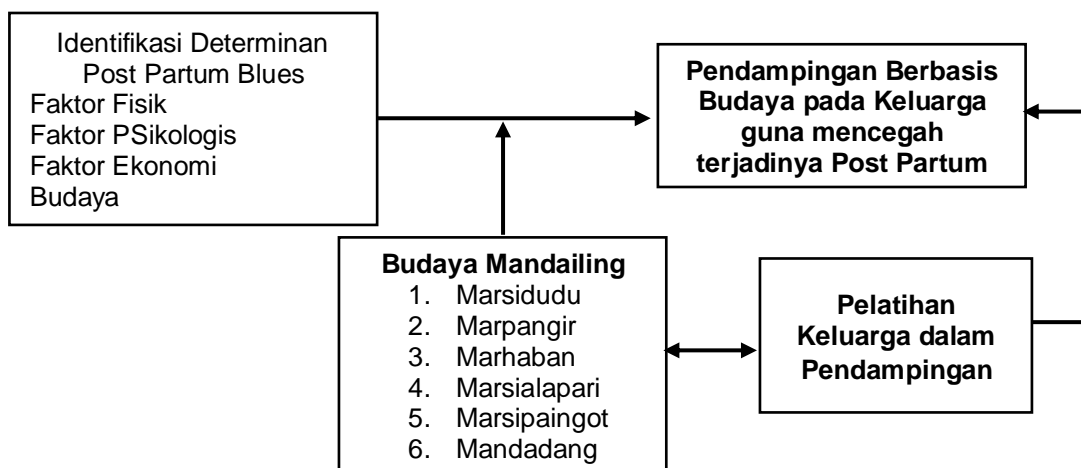 Identifikasi Determinan
Post Partum Blues
Faktor Fisik
Faktor PSikologis
Faktor Ekonomi
Budaya
Pendampingan Berbasis
Budaya pada Keluarga
guna mencegah
terjadinya Post Partum
Budaya Mandailing
1. Marsidudu
2. Marpangir
3. Marhaban
4. Marsialapari
5. Marsipaingot
6. Mandadang
Pelatihan
Keluarga dalam
Pendampingan